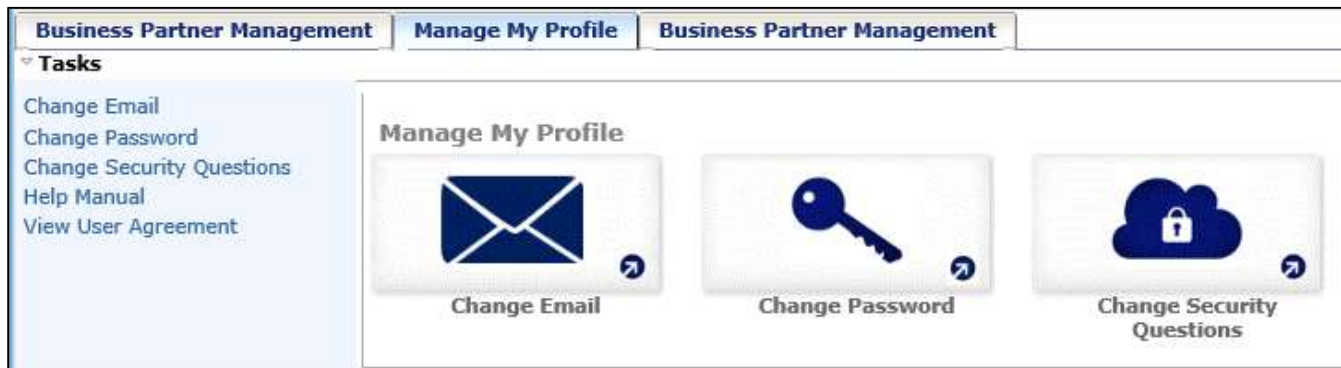 Business Partner Management Manage My Profile Business Partner Management
Tasks
Change Email
Change Password
Change Security Questions
Help Manual
View User Agreement
Manage My Profile
Change Email
Change Password
Change Security
Questions